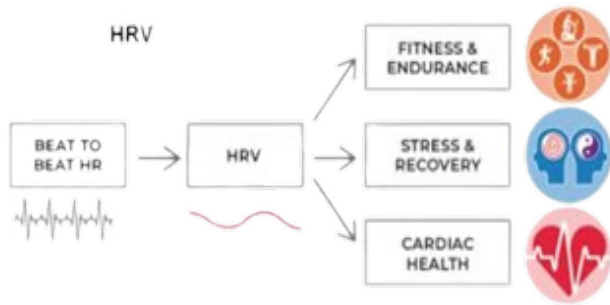 HRV
BEAT TO
BEAT HR
HRV
FITNESS &
ENDURANCE
STRESS &
RECOVERY
CARDIAC
HEALTH